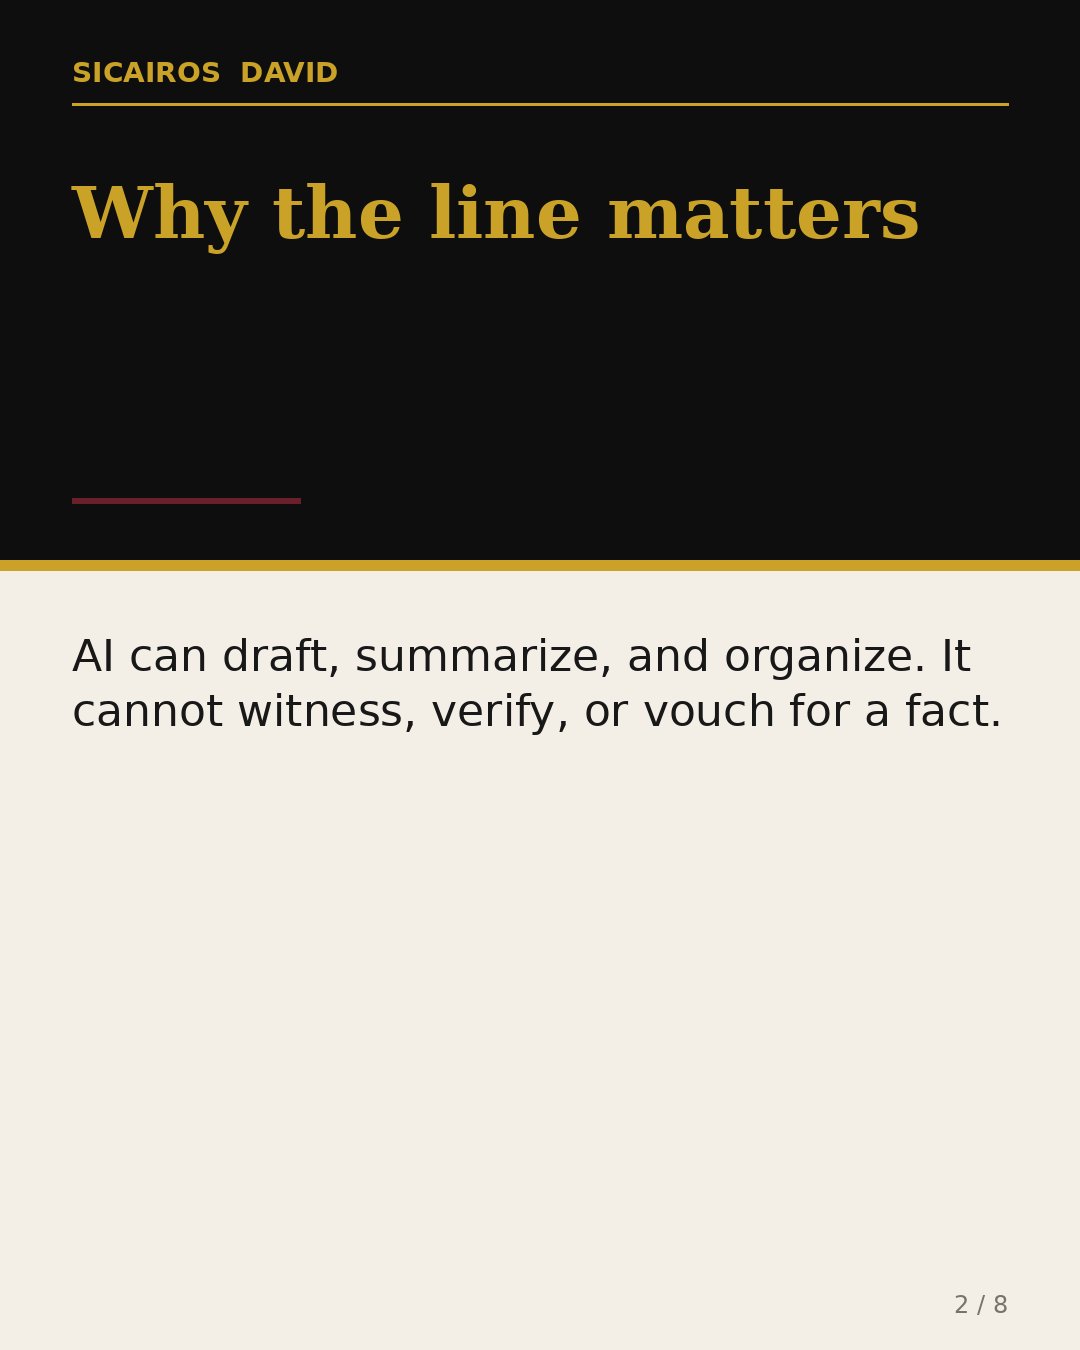 SICAIROS DAVID
Why the line matters
AI can draft, summarize, and organize. It
cannot witness, verify, or vouch for a fact.
2 / 8